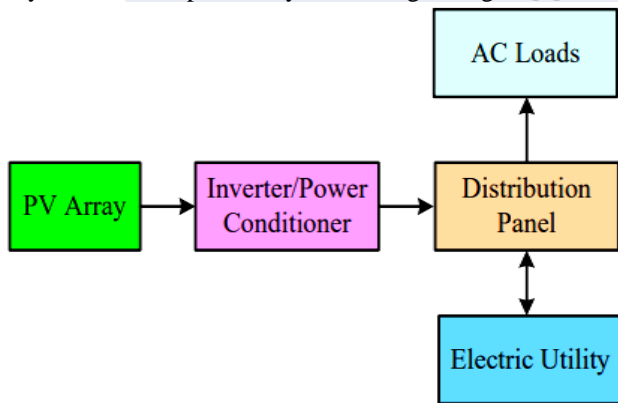 AC Loads
PV Array
Inverter/Power
Conditioner
Distribution
Panel
Electric Utility